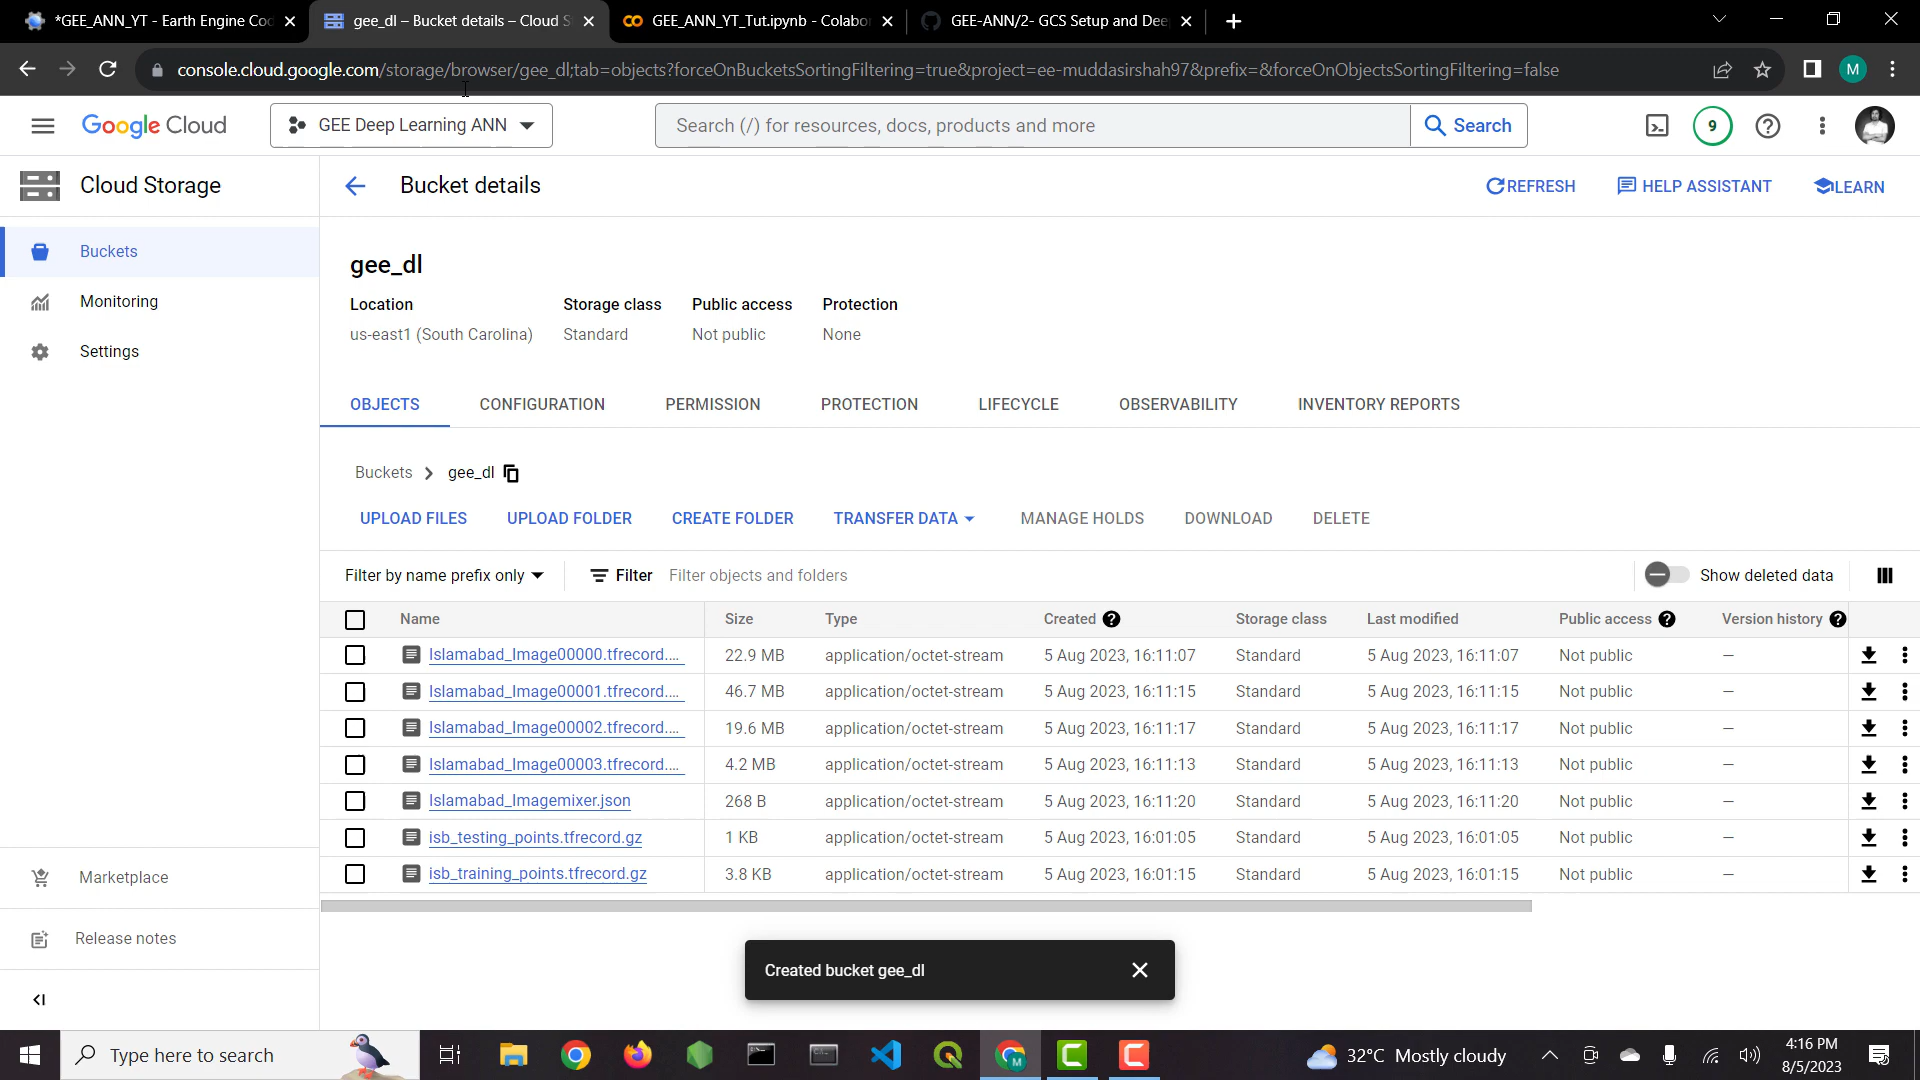 *GEE_ANN_YT - Earth Engine Co
gee_dl – Bucket details – Cloud S
GEE_ANN_YT_Tut.ipynb - Colabo
GEE-ANN/2- GCS Setup and Dee
console.cloud.google.com/storage/browser/gee_dl;tab=objects?forceOnBucketsSortingFiltering=true&project=ee-muddasirshah97&prefix=&forceOnObjectsSortingFiltering=false
M
Google Cloud
GEE Deep Learning ANN
Search (/) for resources, docs, products and more
Search
9
Cloud Storage
Bucket details
REFRESH
HELP ASSISTANT
LEARN
Buckets
Monitoring
Settings
gee_dl
Location Storage class Public access Protection
us-east1 (South Carolina) Standard Not public None
OBJECTS CONFIGURATION PERMISSION PROTECTION LIFECYCLE OBSERVABILITY INVENTORY REPORTS
Buckets > gee_dl
UPLOAD FILES UPLOAD FOLDER CREATE FOLDER TRANSFER DATA MANAGE HOLDS DOWNLOAD DELETE
Filter by name prefix only Filter Filter objects and folders Show deleted data
Name Size Type Created Storage class Last modified Public access Version history
Islamabad_Image00000.tfrecord.... 22.9 MB application/octet-stream 5 Aug 2023, 16:11:07 Standard 5 Aug 2023, 16:11:07 Not public —
Islamabad_Image00001.tfrecord.... 46.7 MB application/octet-stream 5 Aug 2023, 16:11:15 Standard 5 Aug 2023, 16:11:15 Not public —
Islamabad_Image00002.tfrecord.... 19.6 MB application/octet-stream 5 Aug 2023, 16:11:17 Standard 5 Aug 2023, 16:11:17 Not public —
Islamabad_Image00003.tfrecord.... 4.2 MB application/octet-stream 5 Aug 2023, 16:11:13 Standard 5 Aug 2023, 16:11:13 Not public —
Islamabad_Imagemixer.json 268 B application/octet-stream 5 Aug 2023, 16:11:20 Standard 5 Aug 2023, 16:11:20 Not public —
isb_testing_points.tfrecord.gz 1 KB application/octet-stream 5 Aug 2023, 16:01:05 Standard 5 Aug 2023, 16:01:05 Not public —
isb_training_points.tfrecord.gz 3.8 KB application/octet-stream 5 Aug 2023, 16:01:15 Standard 5 Aug 2023, 16:01:15 Not public —
Marketplace
Release notes
Created bucket gee_dl
Type here to search
32°C Mostly cloudy
4:16 PM
8/5/2023